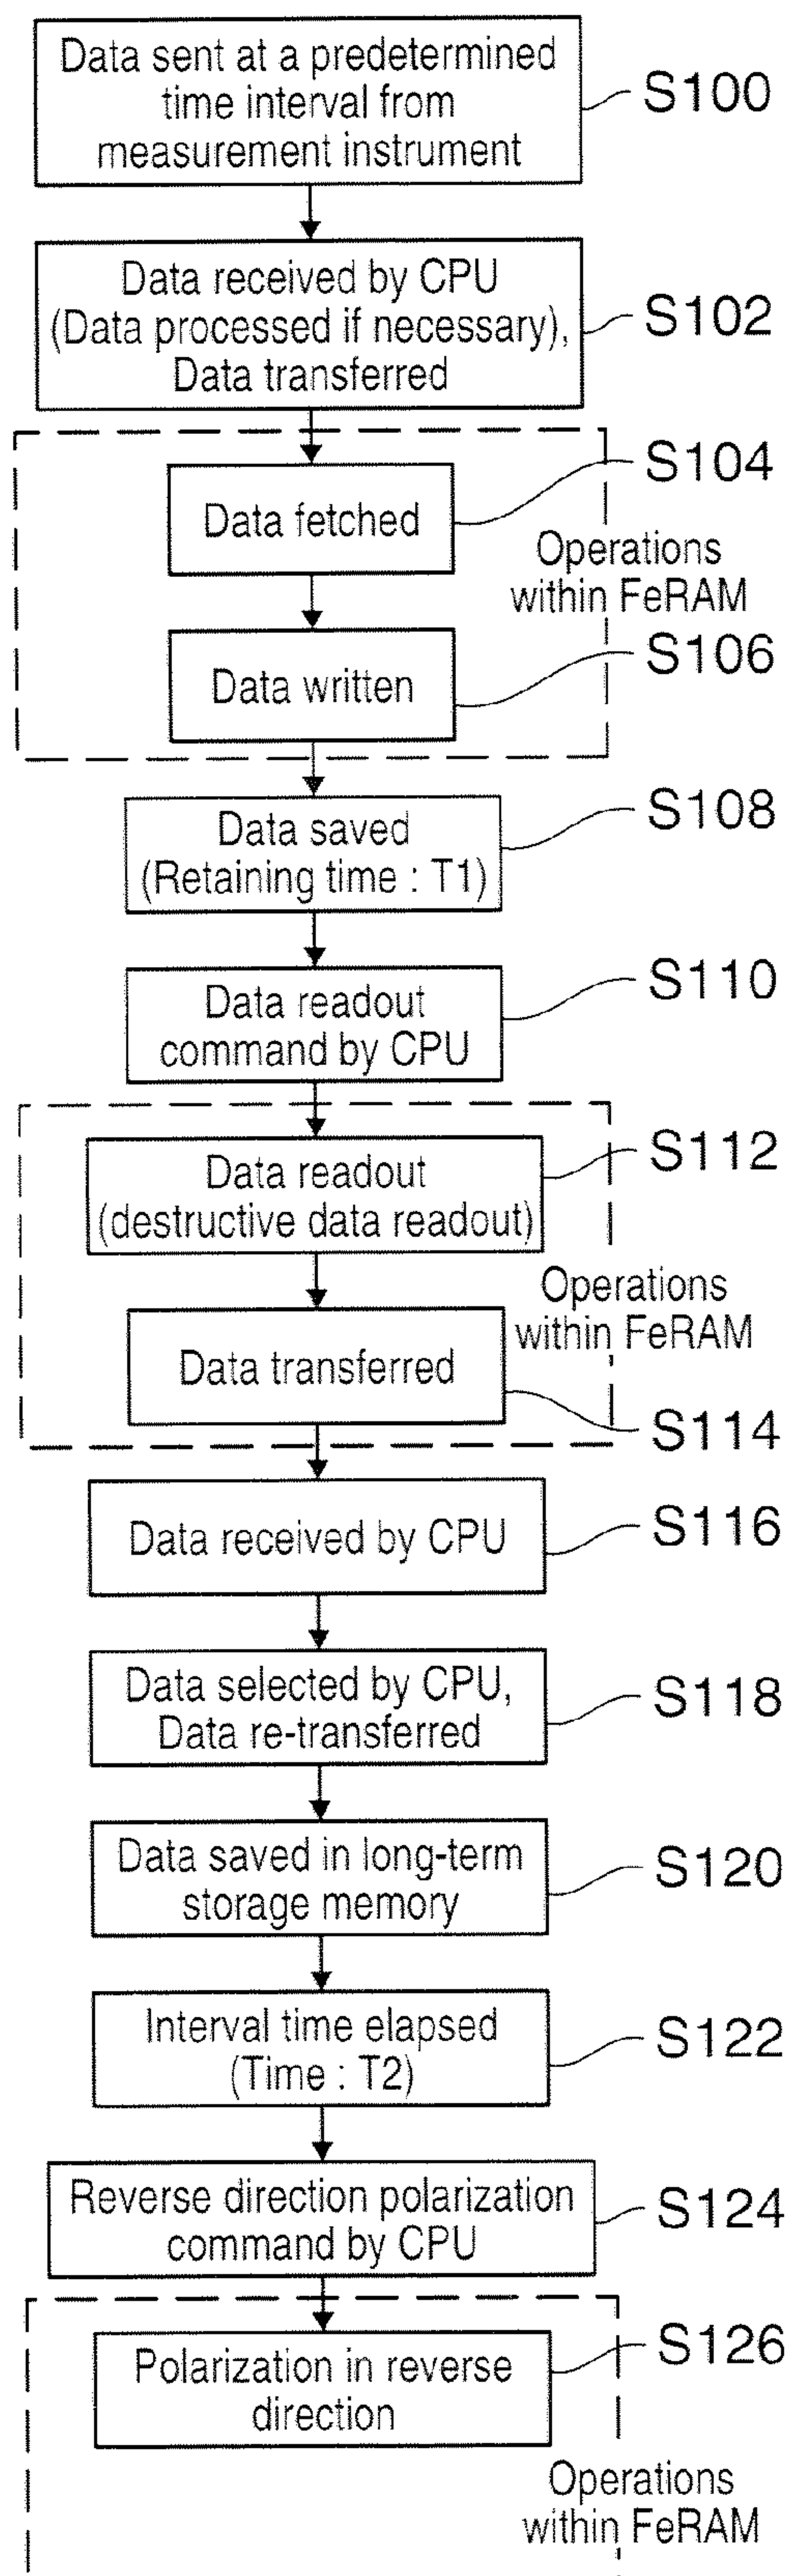 Data sent at a predetermined
time interval from
measurement instrument
S100
Data received by CPU
(Data processed if necessary),
Data transferred
S102
Data fetched
S104
Operations
within FeRAM
Data written
S106
Data saved
(Retaining time : T1)
S108
Data readout
command by CPU
S110
Data readout
(destructive data readout)
S112
Operations
within FeRAM
Data transferred
S114
Data received by CPU
S116
Data selected by CPU,
Data re-transferred
S118
Data saved in long-term
storage memory
S120
Interval time elapsed
(Time : T2)
S122
Reverse direction polarization
command by CPU
S124
Polarization in reverse
direction
S126
Operations
within FeRAM